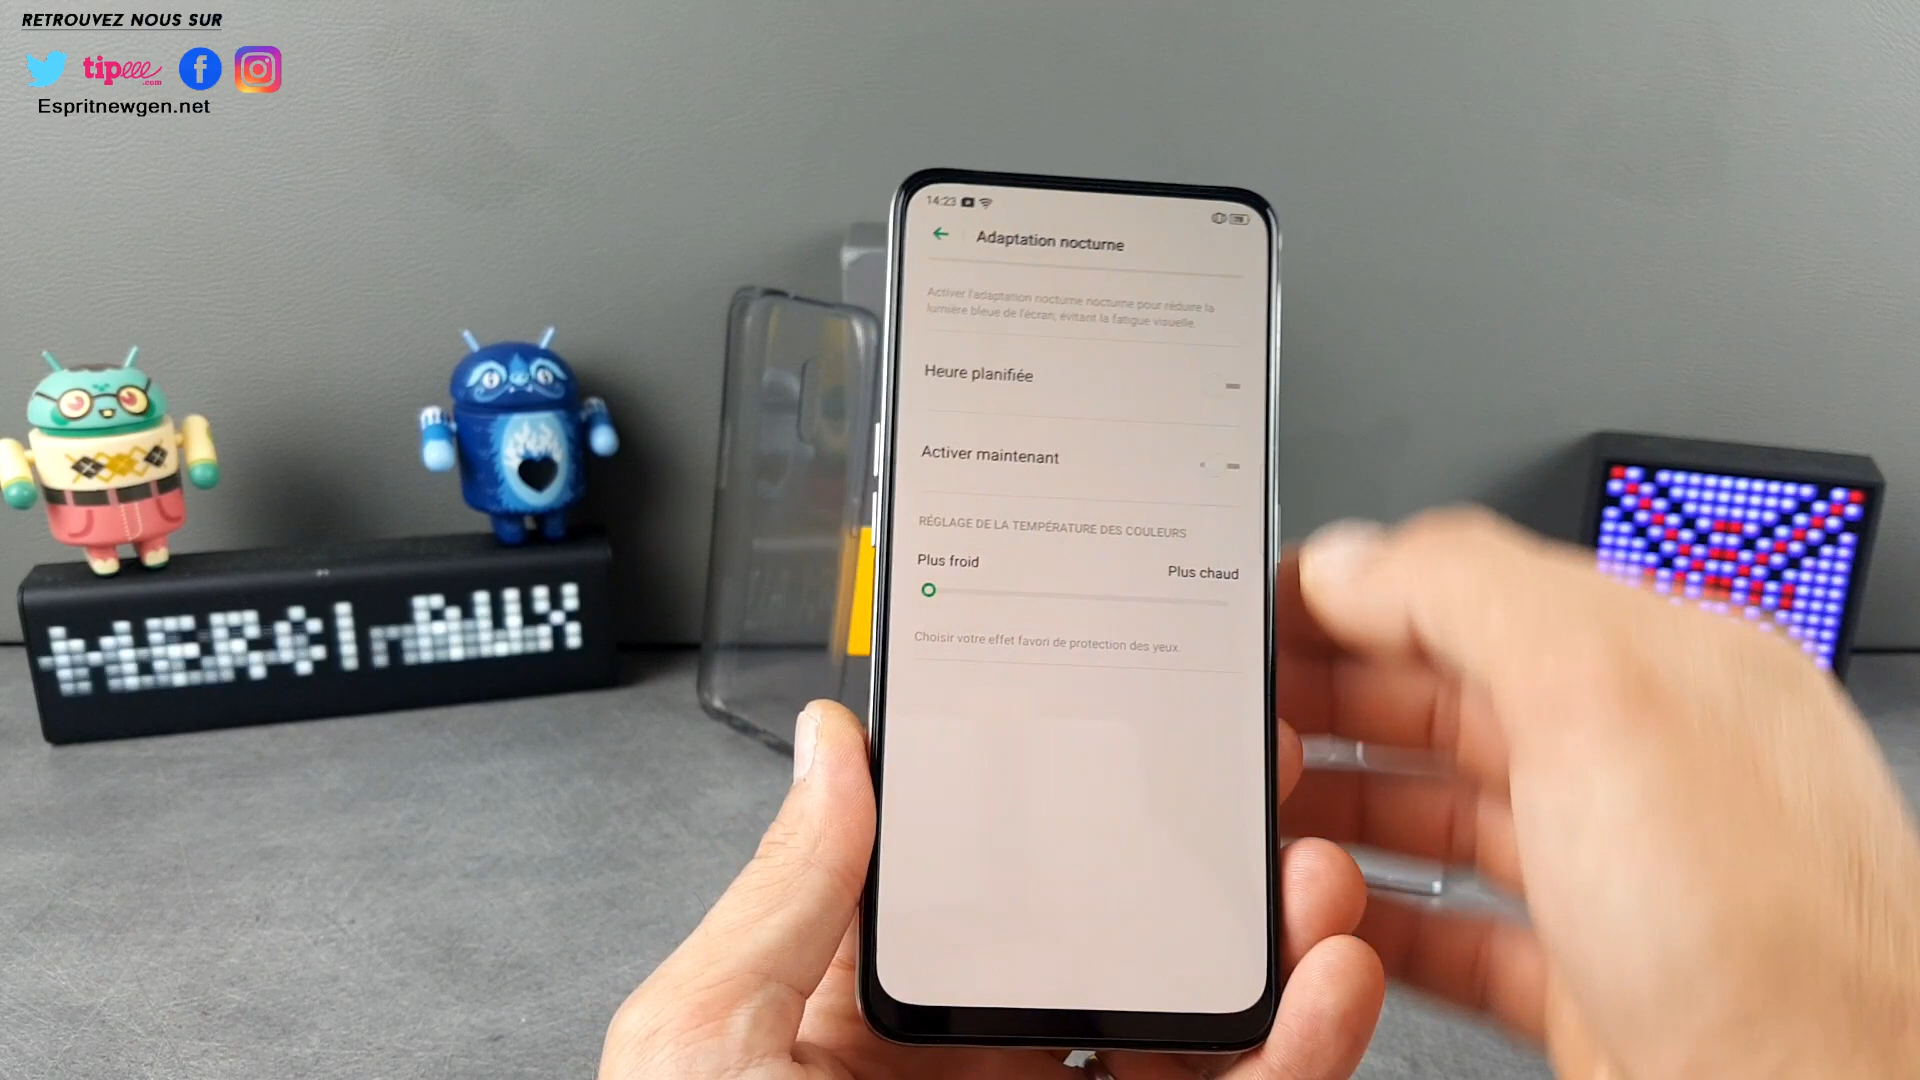 RETROUVEZ NOUS SUR
tipeee
.com
Espritnewgen.net
14:23
Adaptation nocturne
Activer l'adaptation nocturne nocturne pour réduire la
lumière bleue de l'écran, évitant la fatigue visuelle.
Heure planifiée
Activer maintenant
RÉGLAGE DE LA TEMPÉRATURE DES COULEURS
Plus froid
Plus chaud
Choisir votre effet favori de protection des yeux.